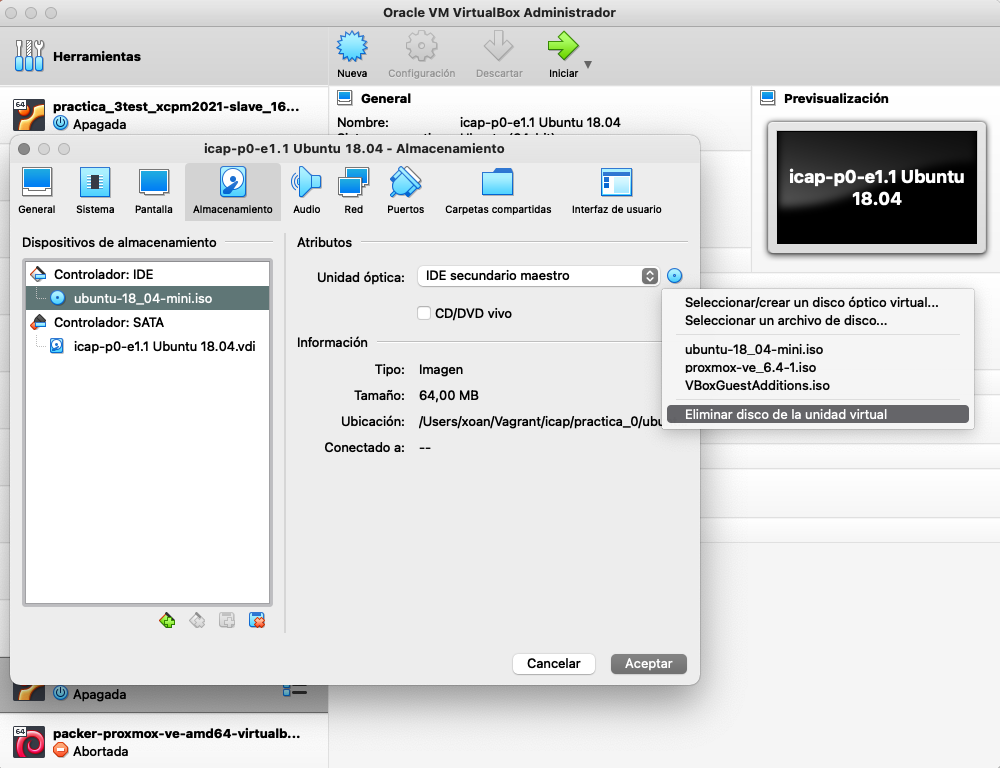 Oracle VM VirtualBox Administrador
Herramientas
Nueva
Configuración
Descartar
Iniciar
64
practica_3test_xcpm2021-slave_16...
Apagada
General
Nombre:
icap-p0-e1.1 Ubuntu 18.04
Previsualización
icap-p0-e1.1 Ubuntu
18.04
icap-p0-e1.1 Ubuntu 18.04 - Almacenamiento
General
Sistema
Pantalla
Almacenamiento
Audio
Red
Puertos
Carpetas compartidas
Interfaz de usuario
Dispositivos de almacenamiento
Controlador: IDE
ubuntu-18_04-mini.iso
Controlador: SATA
icap-p0-e1.1 Ubuntu 18.04.vdi
Atributos
Unidad óptica:
IDE secundario maestro
CD/DVD vivo
Información
Tipo:
Imagen
Tamaño:
64,00 MB
Ubicación:
/Users/xoan/Vagrant/icap/practica_0/ubu
Conectado a:
--
Seleccionar/crear un disco óptico virtual...
Seleccionar un archivo de disco...
ubuntu-18_04-mini.iso
proxmox-ve_6.4-1.iso
VBoxGuestAdditions.iso
Eliminar disco de la unidad virtual
Cancelar
Aceptar
Apagada
64
packer-proxmox-ve-amd64-virtualb...
Abortada